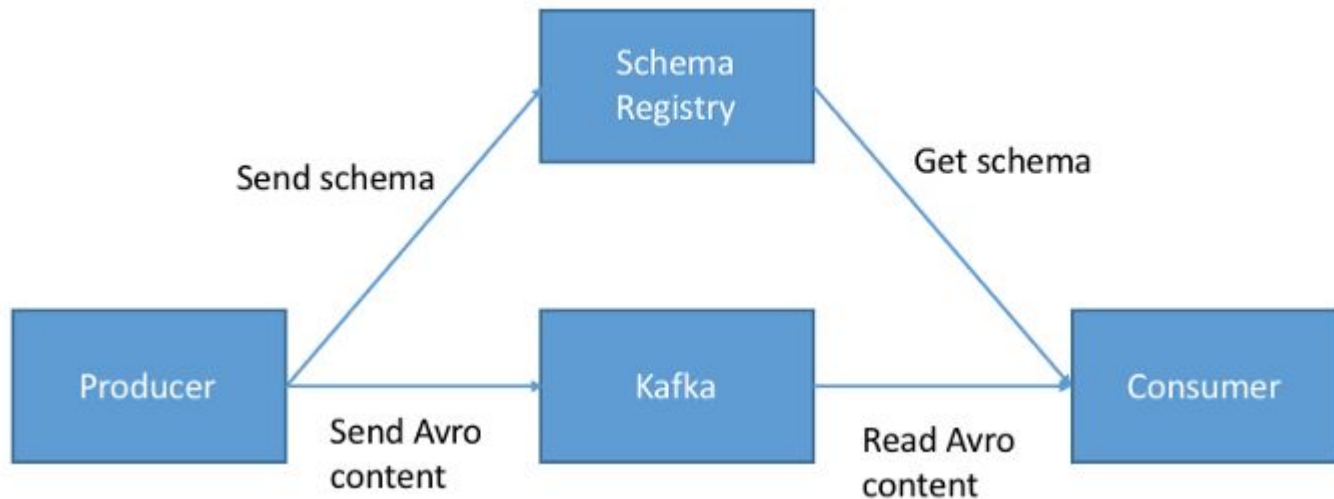 Schema
Registry
Send schema
Get schema
Producer
Kafka
Consumer
Send Avro
content
Read Avro
content